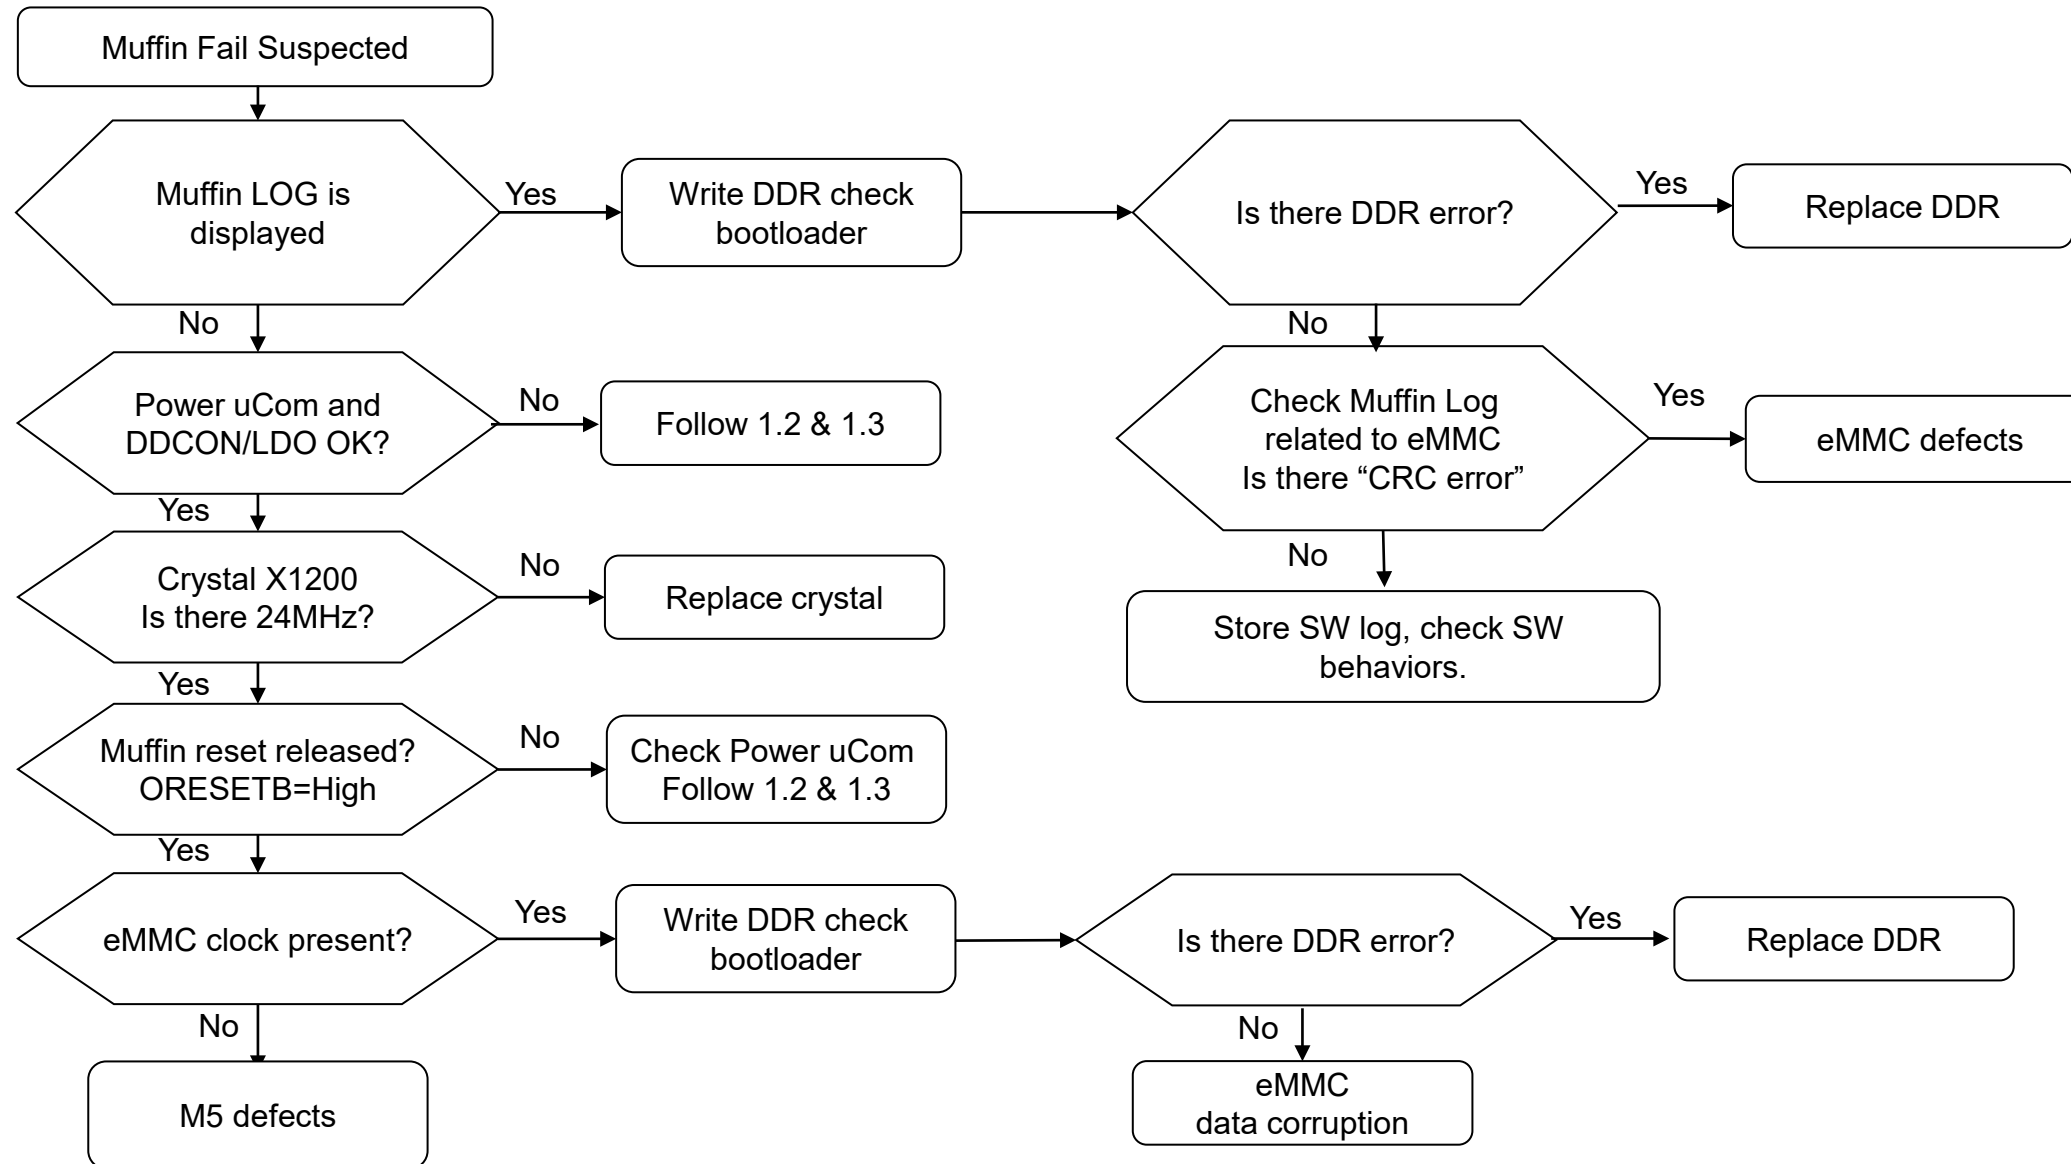 Muffin Fail Suspected
Muffin LOG is
displayed
Yes
Write DDR check
bootloader
Is there DDR error?
Yes
Replace DDR
No
No
Power uCom and
DDCON/LDO OK?
No
Follow 1.2 & 1.3
Check Muffin Log
related to eMMC
Is there “CRC error”
Yes
eMMC defects
Yes
Crystal X1200
Is there 24MHz?
No
Replace crystal
No
Store SW log, check SW
behaviors.
Yes
Muffin reset released?
ORESETB=High
No
Check Power uCom
Follow 1.2 & 1.3
Yes
eMMC clock present?
Yes
Write DDR check
bootloader
Is there DDR error?
Yes
Replace DDR
No
No
M5 defects
eMMC
data corruption